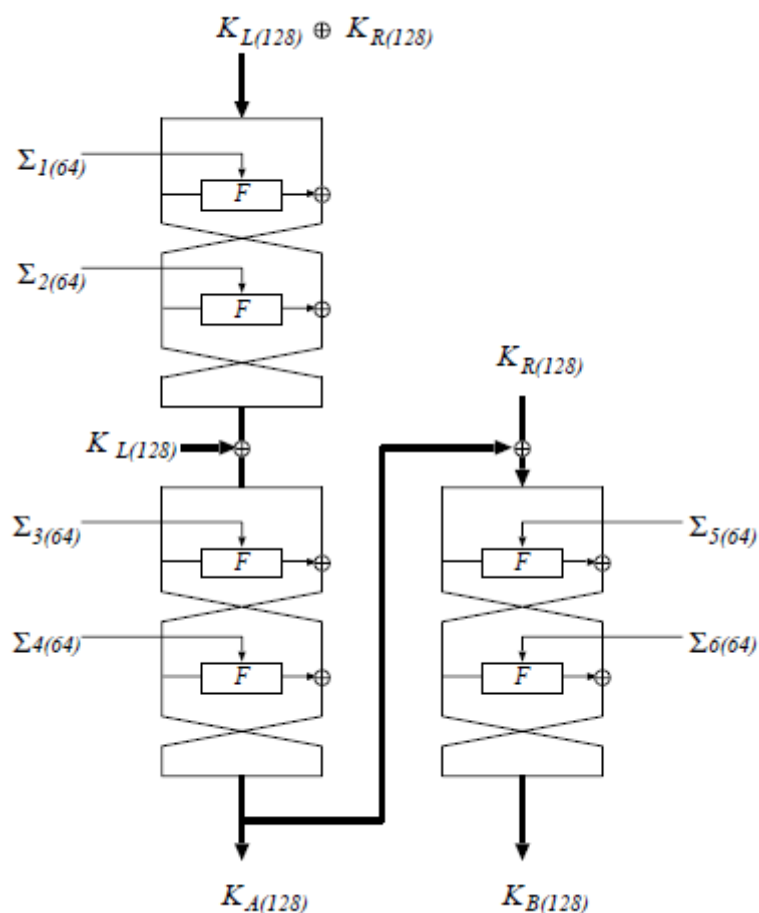 K_L(128) ⊕ K_R(128)
Σ_1(64)
F
Σ_2(64)
F
K_R(128)
K_L(128)
Σ_3(64)
F
F
Σ_5(64)
Σ_4(64)
F
F
Σ_6(64)
K_A(128)
K_B(128)